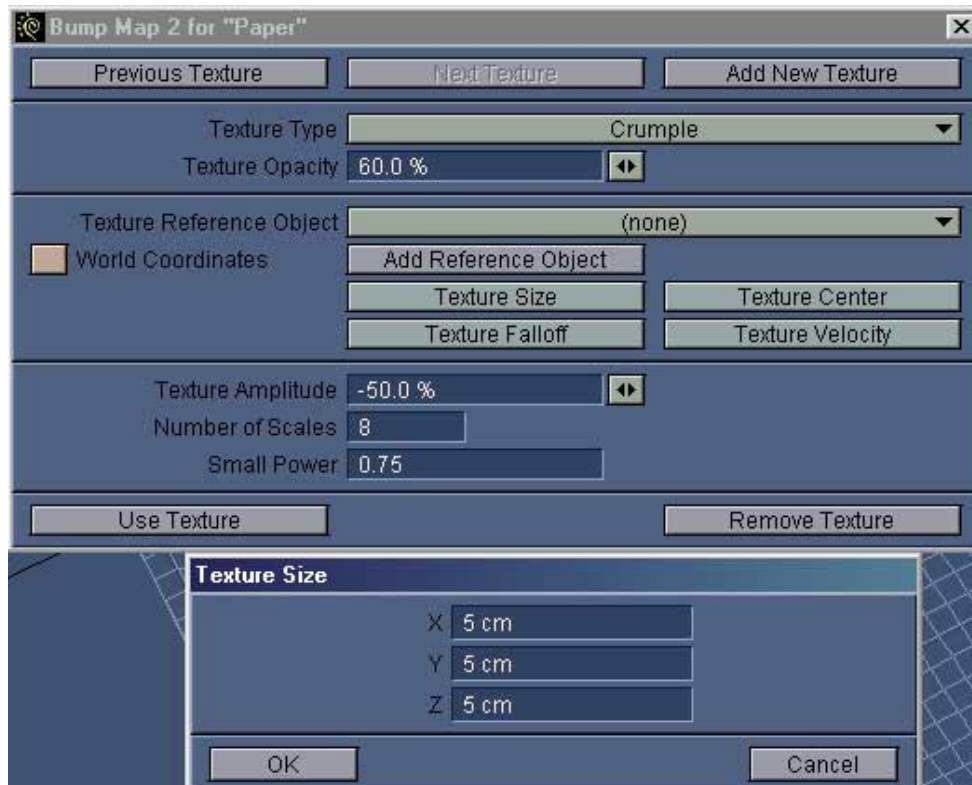 Bump Map 2 for "Paper"
Previous Texture Next Texture Add New Texture
Texture Type Crumple
Texture Opacity 60.0 %
Texture Reference Object (none)
World Coordinates Add Reference Object
Texture Size Texture Center
Texture Falloff Texture Velocity
Texture Amplitude -50.0 %
Number of Scales 8
Small Power 0.75
Use Texture Remove Texture
Texture Size
X 5 cm
Y 5 cm
Z 5 cm
OK Cancel